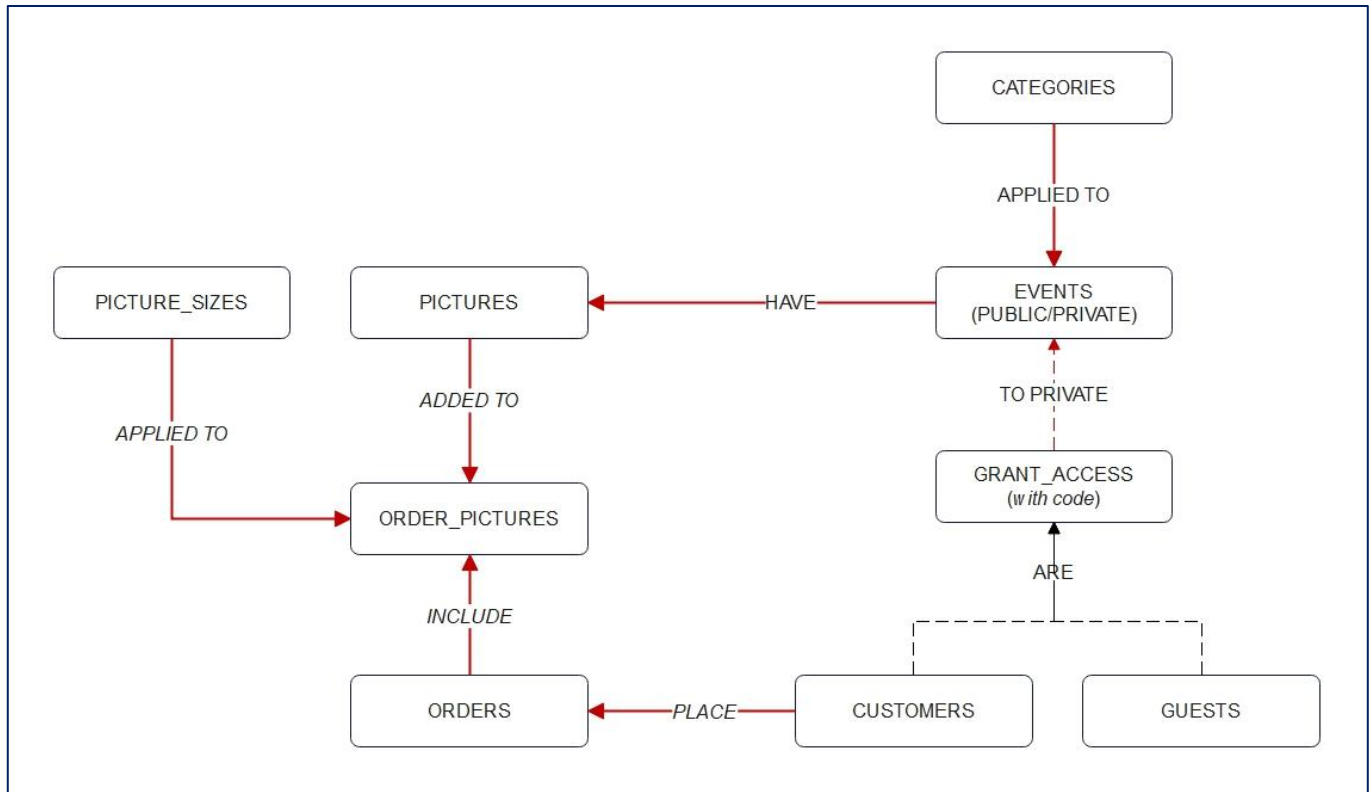 CATEGORIES
APPLIED TO
PICTURE_SIZES
PICTURES
HAVE
EVENTS
(PUBLIC/PRIVATE)
APPLIED TO
ADDED TO
TO PRIVATE
ORDER_PICTURES
GRANT_ACCESS
(with code)
ARE
INCLUDE
ORDERS
PLACE
CUSTOMERS
GUESTS